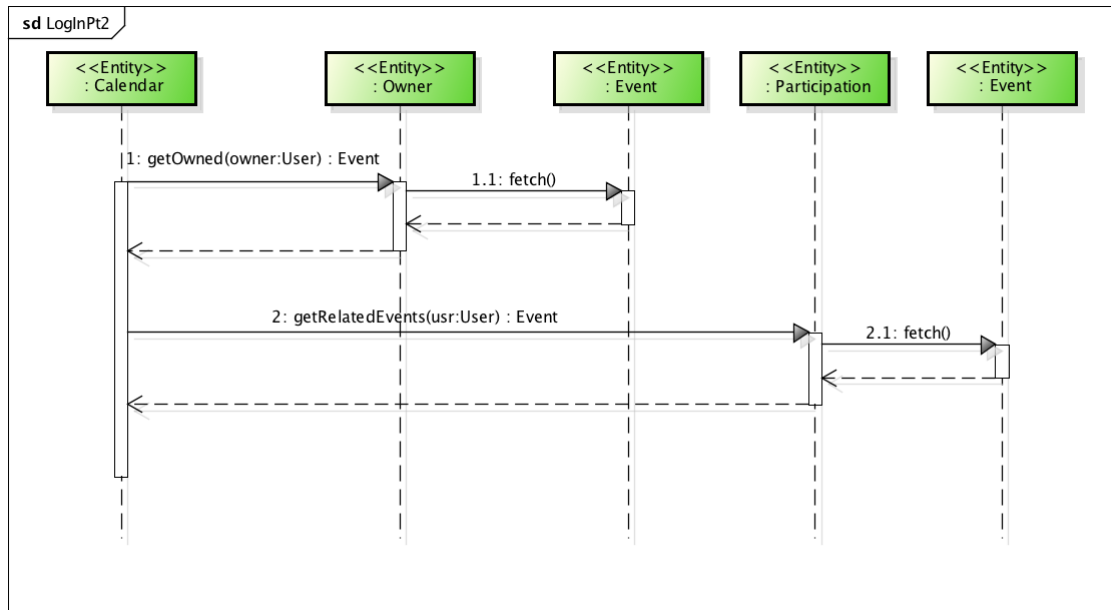 sd LogInPt2
<<Entity>>
: Calendar
<<Entity>>
: Owner
<<Entity>>
: Event
<<Entity>>
: Participation
<<Entity>>
: Event
1: getOwned(owner:User) : Event
1.1: fetch()
2: getRelatedEvents(usr:User) : Event
2.1: fetch()